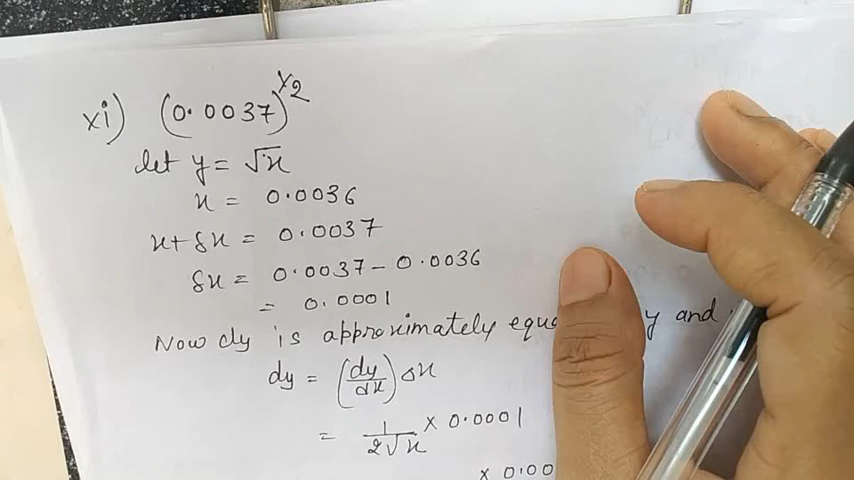 xi) (0.0037)^1/2
Let y = √x
x = 0.0036
x+δx = 0.0037
δx = 0.0037 – 0.0036
= 0.0001
Now dy is approximately y and
dy = (dy/dx) Δx
= 1/2√x × 0.0001